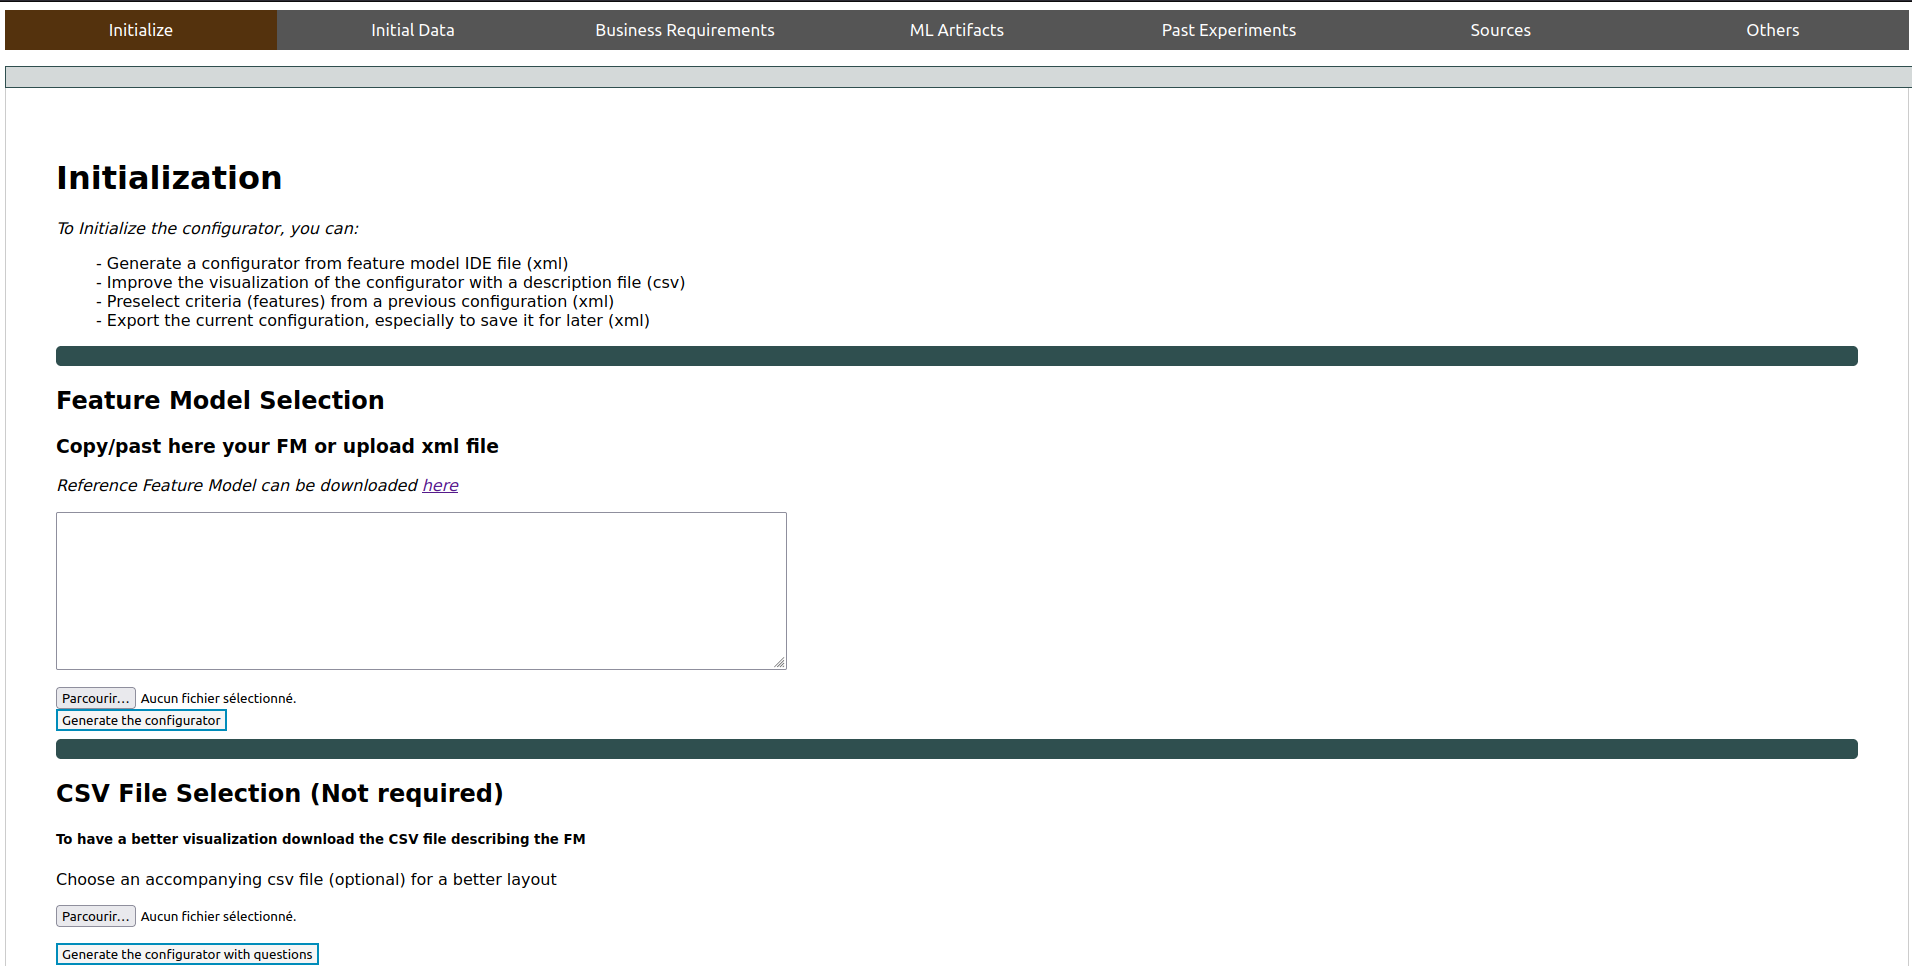 Initialize Initial Data Business Requirements ML Artifacts Past Experiments Sources Others
Initialization
To Initialize the configurator, you can:
- Generate a configurator from feature model IDE file (xml)
- Improve the visualization of the configurator with a description file (csv)
- Preselect criteria (features) from a previous configuration (xml)
- Export the current configuration, especially to save it for later (xml)
Feature Model Selection
Copy/past here your FM or upload xml file
Reference Feature Model can be downloaded here
Parcourir... Aucun fichier sélectionné.
Generate the configurator
CSV File Selection (Not required)
To have a better visualization download the CSV file describing the FM
Choose an accompanying csv file (optional) for a better layout
Parcourir... Aucun fichier sélectionné.
Generate the configurator with questions